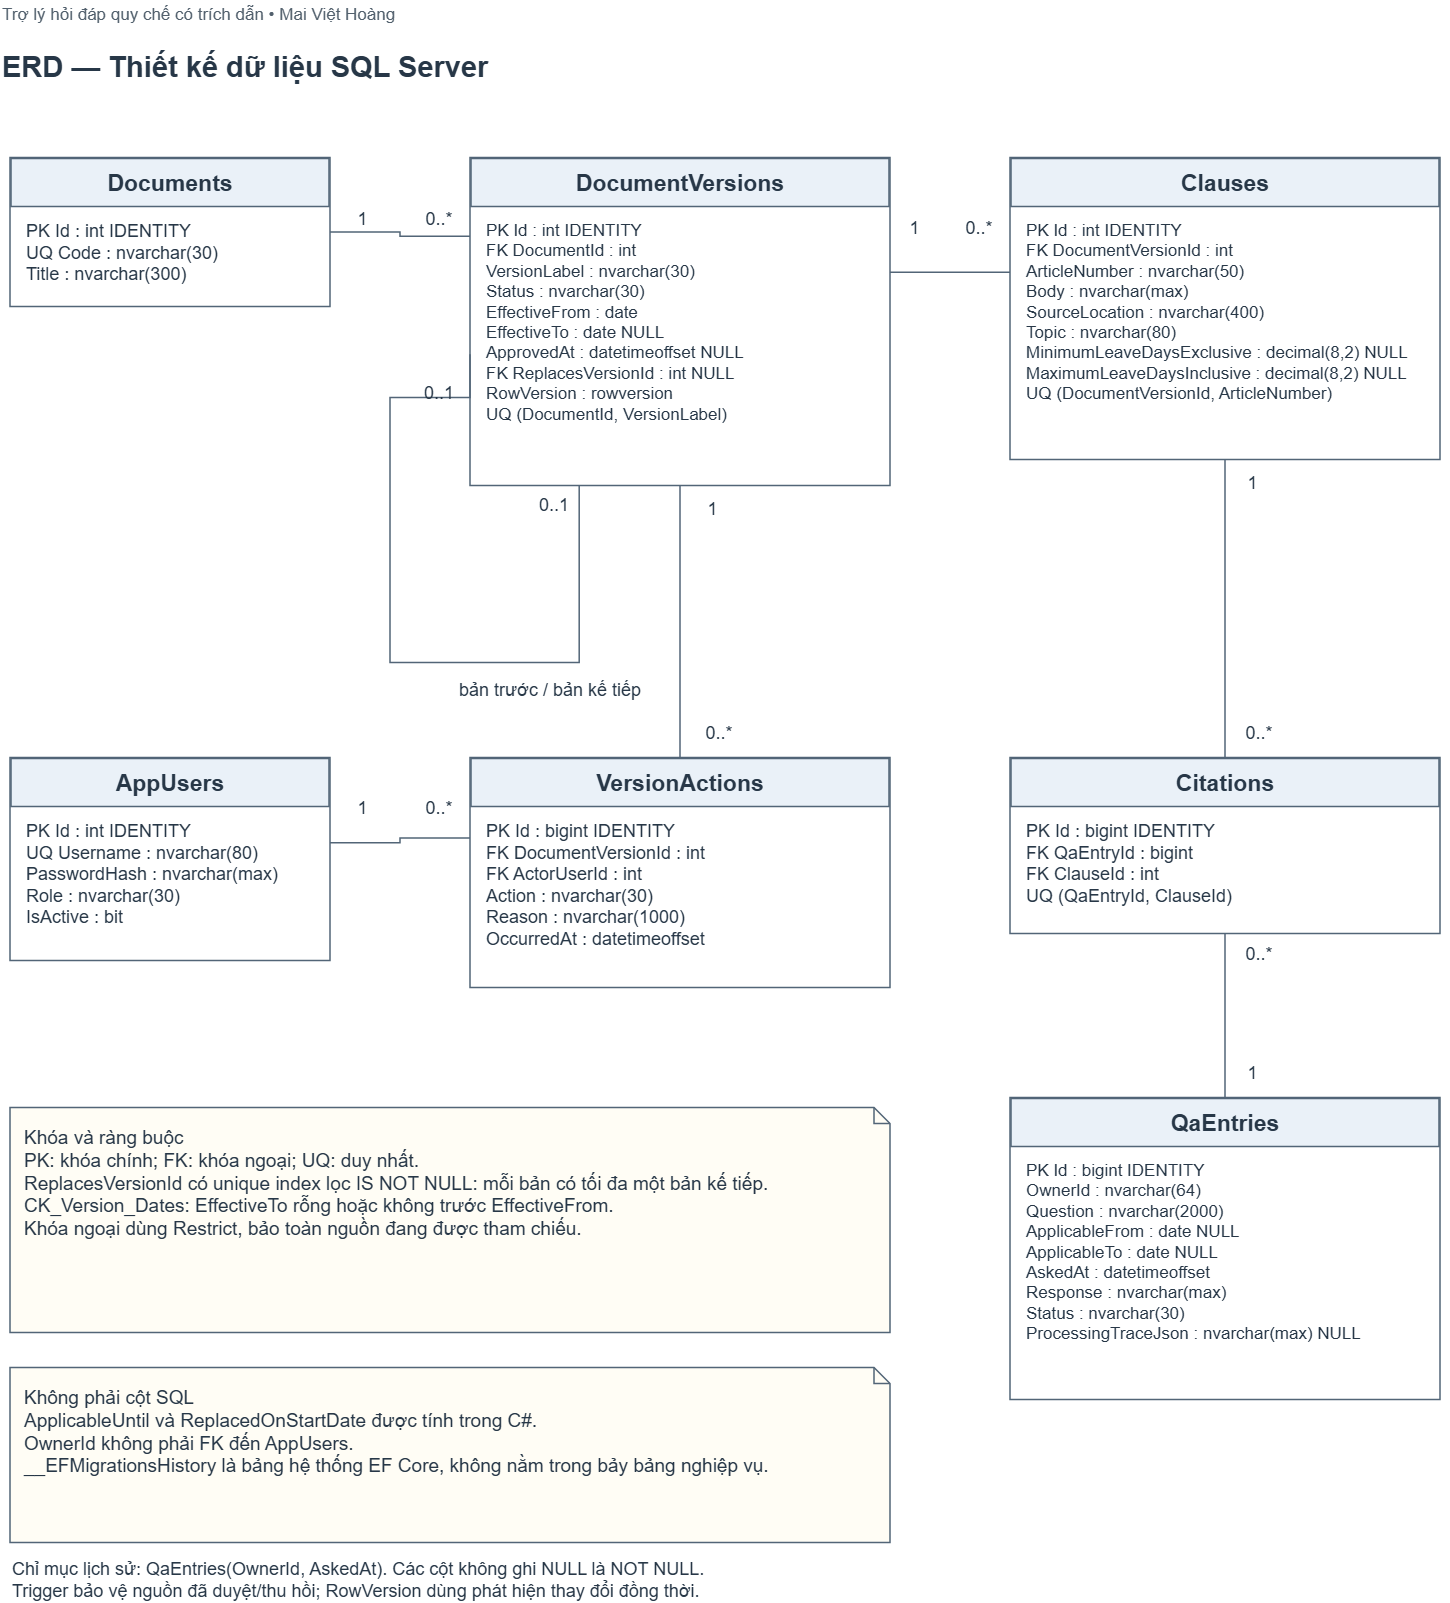 Trợ lý hỏi đáp quy chế có trích dẫn • Mai Việt Hoàng
ERD — Thiết kế dữ liệu SQL Server
Documents
PK Id : int IDENTITY
UQ Code : nvarchar(30)
Title : nvarchar(300)
1
0..*
DocumentVersions
PK Id : int IDENTITY
FK DocumentId : int
VersionLabel : nvarchar(30)
Status : nvarchar(30)
EffectiveFrom : date
EffectiveTo : date NULL
ApprovedAt : datetimeoffset NULL
FK ReplacesVersionId : int NULL
RowVersion : rowversion
UQ (DocumentId, VersionLabel)
1
0..*
Clauses
PK Id : int IDENTITY
FK DocumentVersionId : int
ArticleNumber : nvarchar(50)
Body : nvarchar(max)
SourceLocation : nvarchar(400)
Topic : nvarchar(80)
MinimumLeaveDaysExclusive : decimal(8,2) NULL
MaximumLeaveDaysInclusive : decimal(8,2) NULL
UQ (DocumentVersionId, ArticleNumber)
0..1
0..1
bản trước / bản kế tiếp
1
0..*
1
0..*
AppUsers
PK Id : int IDENTITY
UQ Username : nvarchar(80)
PasswordHash : nvarchar(max)
Role : nvarchar(30)
IsActive : bit
1
0..*
VersionActions
PK Id : bigint IDENTITY
FK DocumentVersionId : int
FK ActorUserId : int
Action : nvarchar(30)
Reason : nvarchar(1000)
OccurredAt : datetimeoffset
Citations
PK Id : bigint IDENTITY
FK QaEntryId : bigint
FK ClauseId : int
UQ (QaEntryId, ClauseId)
0..*
1
QaEntries
PK Id : bigint IDENTITY
OwnerId : nvarchar(64)
Question : nvarchar(2000)
ApplicableFrom : date NULL
ApplicableTo : date NULL
AskedAt : datetimeoffset
Response : nvarchar(max)
Status : nvarchar(30)
ProcessingTraceJson : nvarchar(max) NULL
Khóa và ràng buộc
PK: khóa chính; FK: khóa ngoại; UQ: duy nhất.
ReplacesVersionId có unique index lọc IS NOT NULL: mỗi bản có tối đa một bản kế tiếp.
CK_Version_Dates: EffectiveTo rỗng hoặc không trước EffectiveFrom.
Khóa ngoại dùng Restrict, bảo toàn nguồn đang được tham chiếu.
Không phải cột SQL
ApplicableUntil và ReplacedOnStartDate được tính trong C#.
OwnerId không phải FK đến AppUsers.
__EFMigrationsHistory là bảng hệ thống EF Core, không nằm trong bảy bảng nghiệp vụ.
Chỉ mục lịch sử: QaEntries(OwnerId, AskedAt). Các cột không ghi NULL là NOT NULL.
Trigger bảo vệ nguồn đã duyệt/thu hồi; RowVersion dùng phát hiện thay đổi đồng thời.